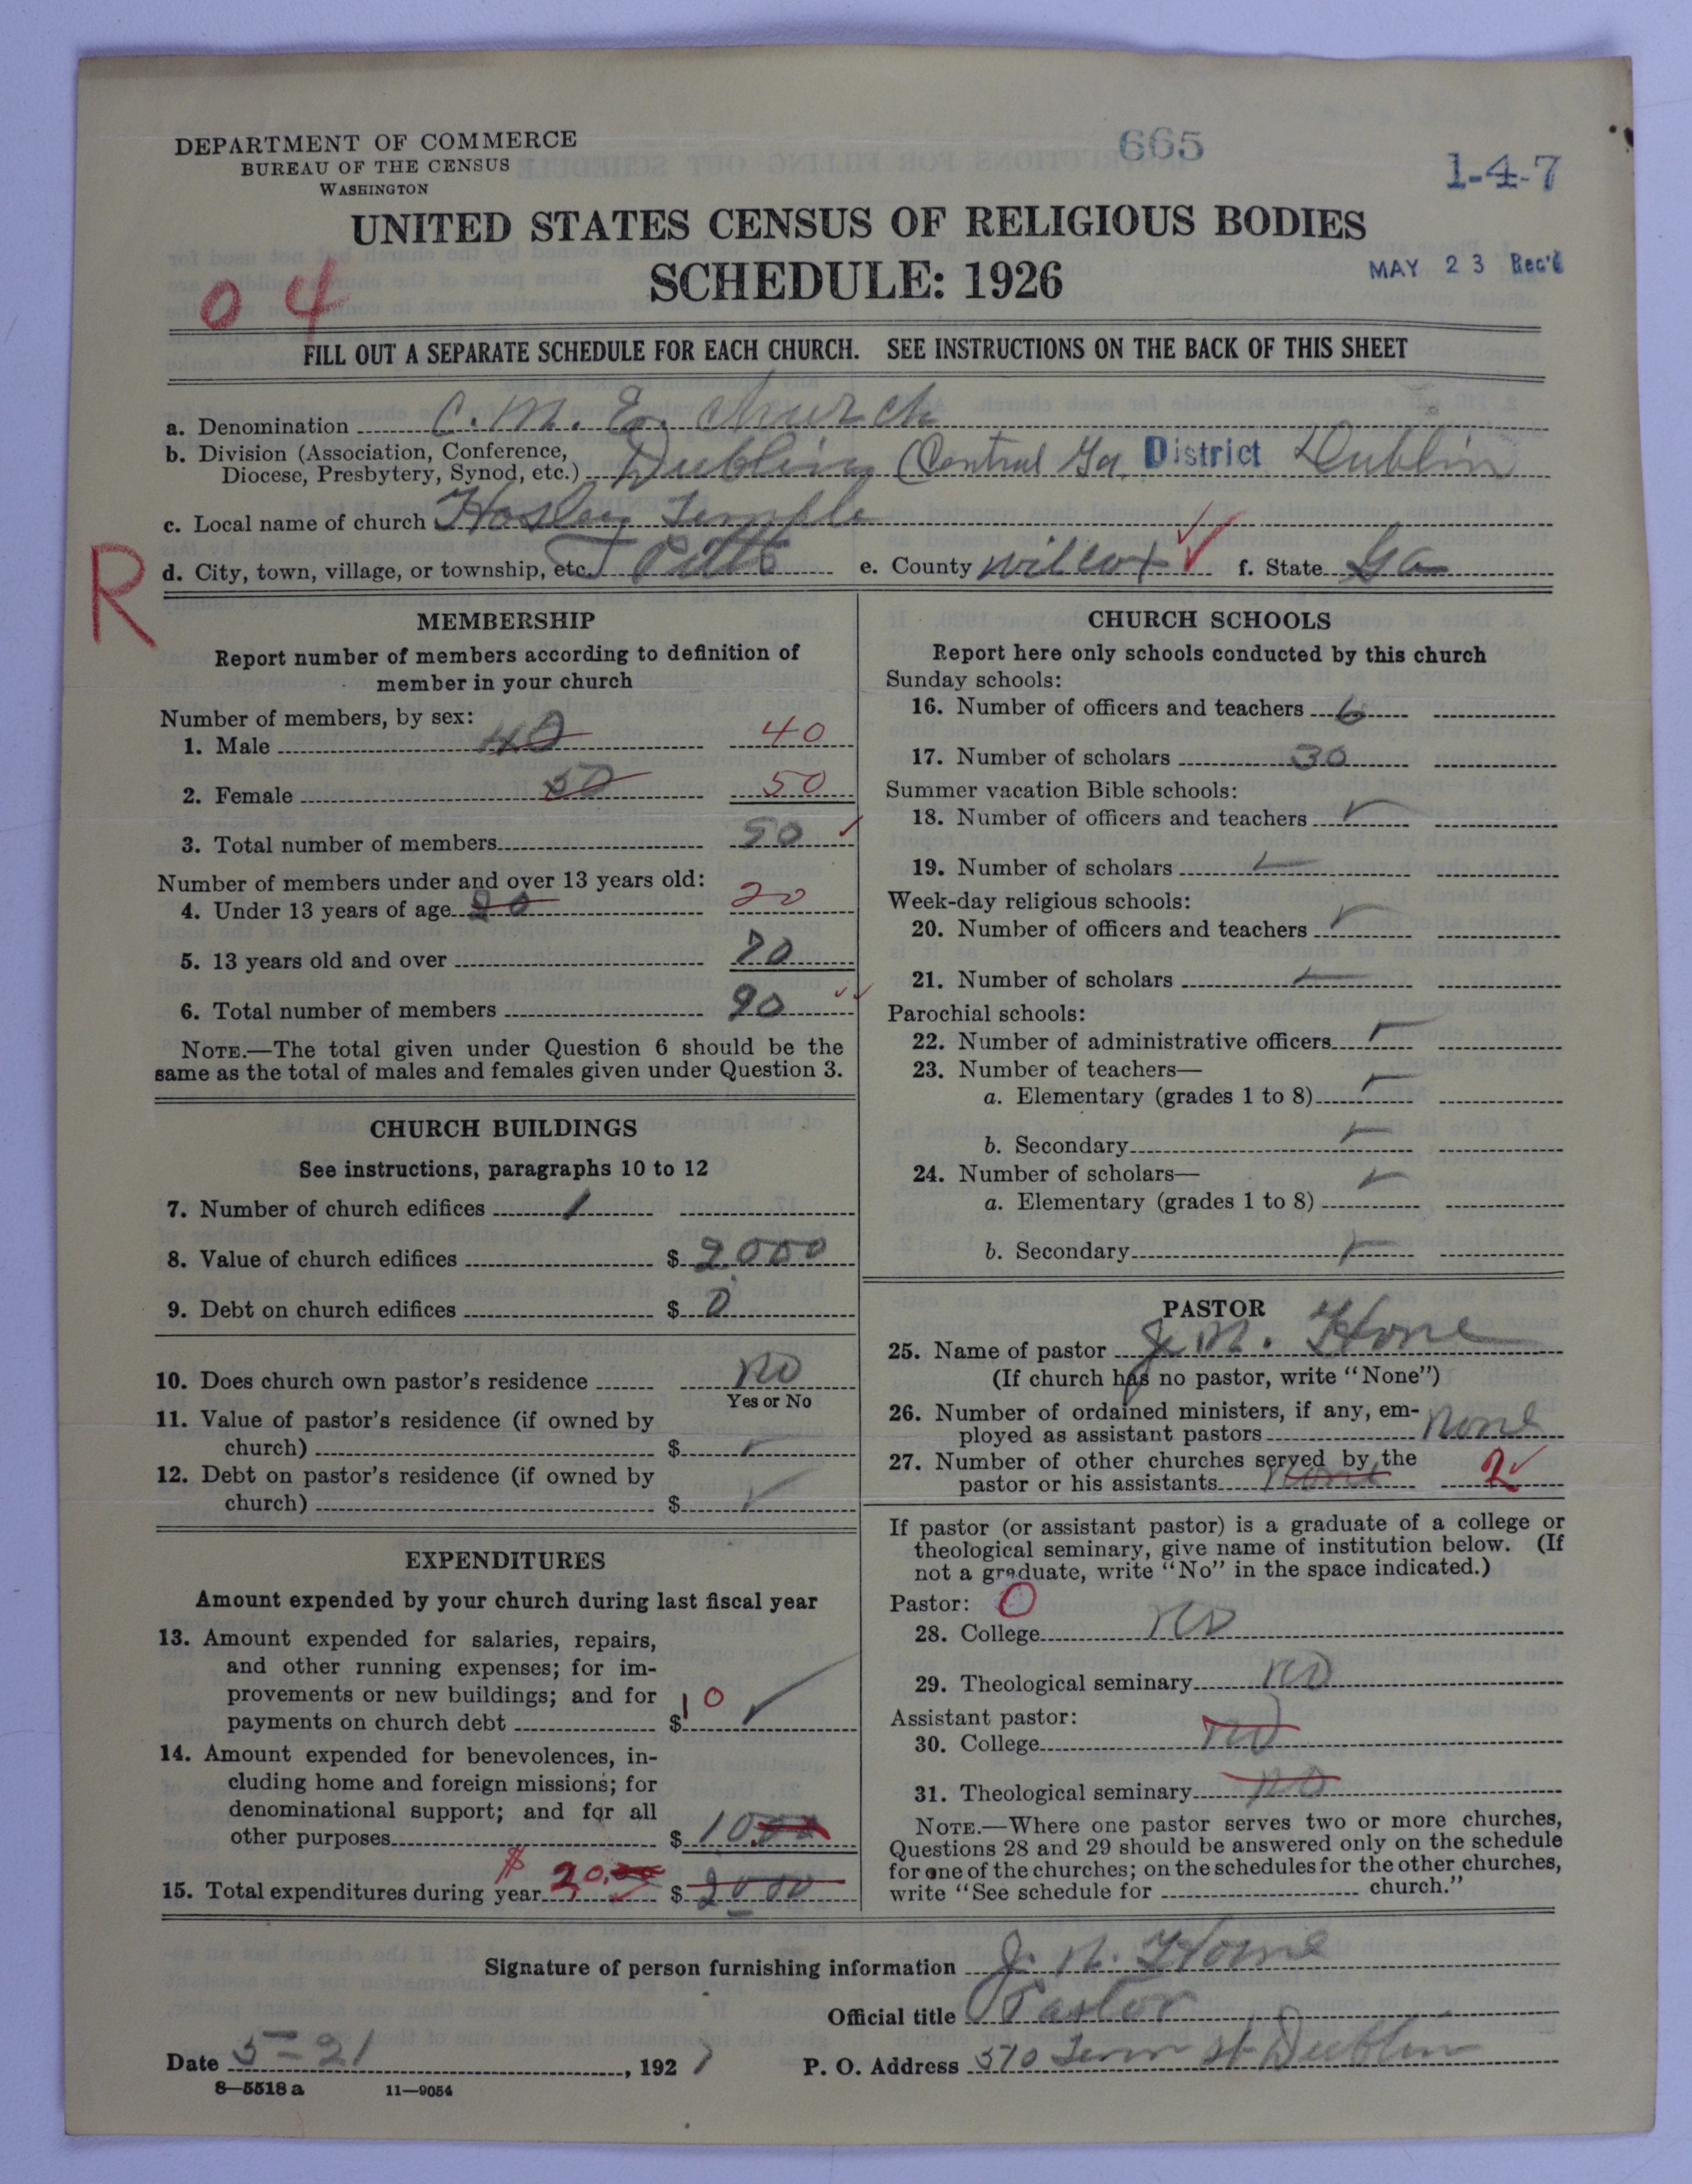 DEPARTMENT OF COMMERCE
BUREAU OF THE CENSUS
WASHINGTON
665
1-4-7
UNITED STATES CENSUS OF RELIGIOUS BODIES
SCHEDULE: 1926
MAY 23 Rec'd
04
FILL OUT A SEPARATE SCHEDULE FOR EACH CHURCH. SEE INSTRUCTIONS ON THE BACK OF THIS SHEET
a. Denomination C. M. E. Church
b. Division (Association, Conference,
Diocese, Presbytery, Synod, etc.) Dublin (Central Ga. District Dublin
c. Local name of church Hosley Temple
d. City, town, village, or township, etc. Pitts e. County Wilcox f. State Ga
R
MEMBERSHIP
Report number of members according to definition of
member in your church
Number of members, by sex:
1. Male 40 40
2. Female 50 50
3. Total number of members 90
Number of members under and over 13 years old:
4. Under 13 years of age 20 20
5. 13 years old and over 70
6. Total number of members 90
NOTE.—The total given under Question 6 should be the
same as the total of males and females given under Question 3.
CHURCH BUILDINGS
See instructions, paragraphs 10 to 12
7. Number of church edifices 1
8. Value of church edifices $ 2000
9. Debt on church edifices $ 0
10. Does church own pastor's residence No
Yes or No
11. Value of pastor's residence (if owned by
church) $
12. Debt on pastor's residence (if owned by
church) $
EXPENDITURES
Amount expended by your church during last fiscal year
13. Amount expended for salaries, repairs,
and other running expenses; for im-
provements or new buildings; and for
payments on church debt $ 10
14. Amount expended for benevolences, in-
cluding home and foreign missions; for
denominational support; and for all
other purposes $ 10.00
15. Total expenditures during year $ 20.00 $ 2000
CHURCH SCHOOLS
Report here only schools conducted by this church
Sunday schools:
16. Number of officers and teachers 6
17. Number of scholars 30
Summer vacation Bible schools:
18. Number of officers and teachers
19. Number of scholars
Week-day religious schools:
20. Number of officers and teachers
21. Number of scholars
Parochial schools:
22. Number of administrative officers
23. Number of teachers—
a. Elementary (grades 1 to 8)
b. Secondary
24. Number of scholars—
a. Elementary (grades 1 to 8)
b. Secondary
PASTOR
25. Name of pastor J. N. Hone
(If church has no pastor, write "None")
26. Number of ordained ministers, if any, em-
ployed as assistant pastors None
27. Number of other churches served by the
pastor or his assistants None 2
If pastor (or assistant pastor) is a graduate of a college or
theological seminary, give name of institution below. (If
not a graduate, write "No" in the space indicated.)
Pastor: O
28. College No
29. Theological seminary No
Assistant pastor:
30. College No
31. Theological seminary No
NOTE.—Where one pastor serves two or more churches,
Questions 28 and 29 should be answered only on the schedule
for one of the churches; on the schedules for the other churches,
write "See schedule for church."
Signature of person furnishing information J. N. Hone
Official title Pastor
Date 5-21, 1927 P. O. Address 570 st Dublin
8—5518 a 11—9054